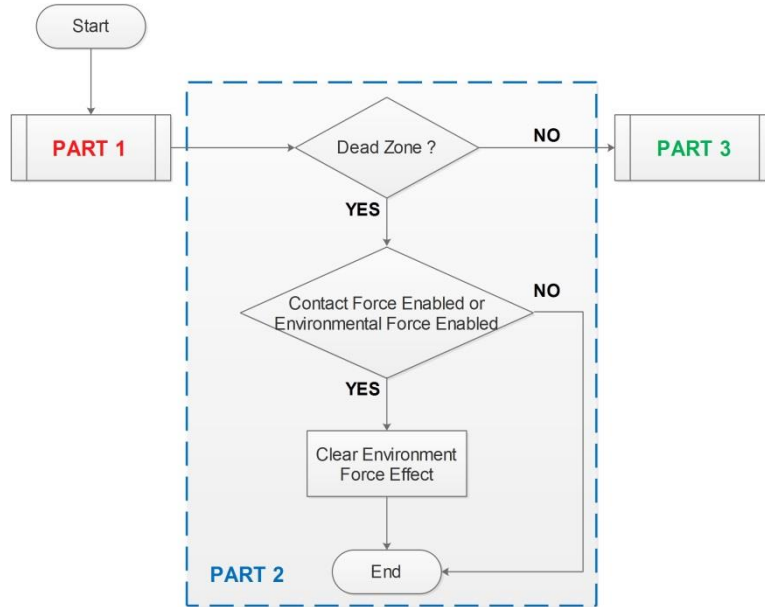 Start
PART 1
Dead Zone ?
NO
PART 3
YES
Contact Force Enabled or
Environmental Force Enabled
NO
YES
Clear Environment
Force Effect
PART 2
End